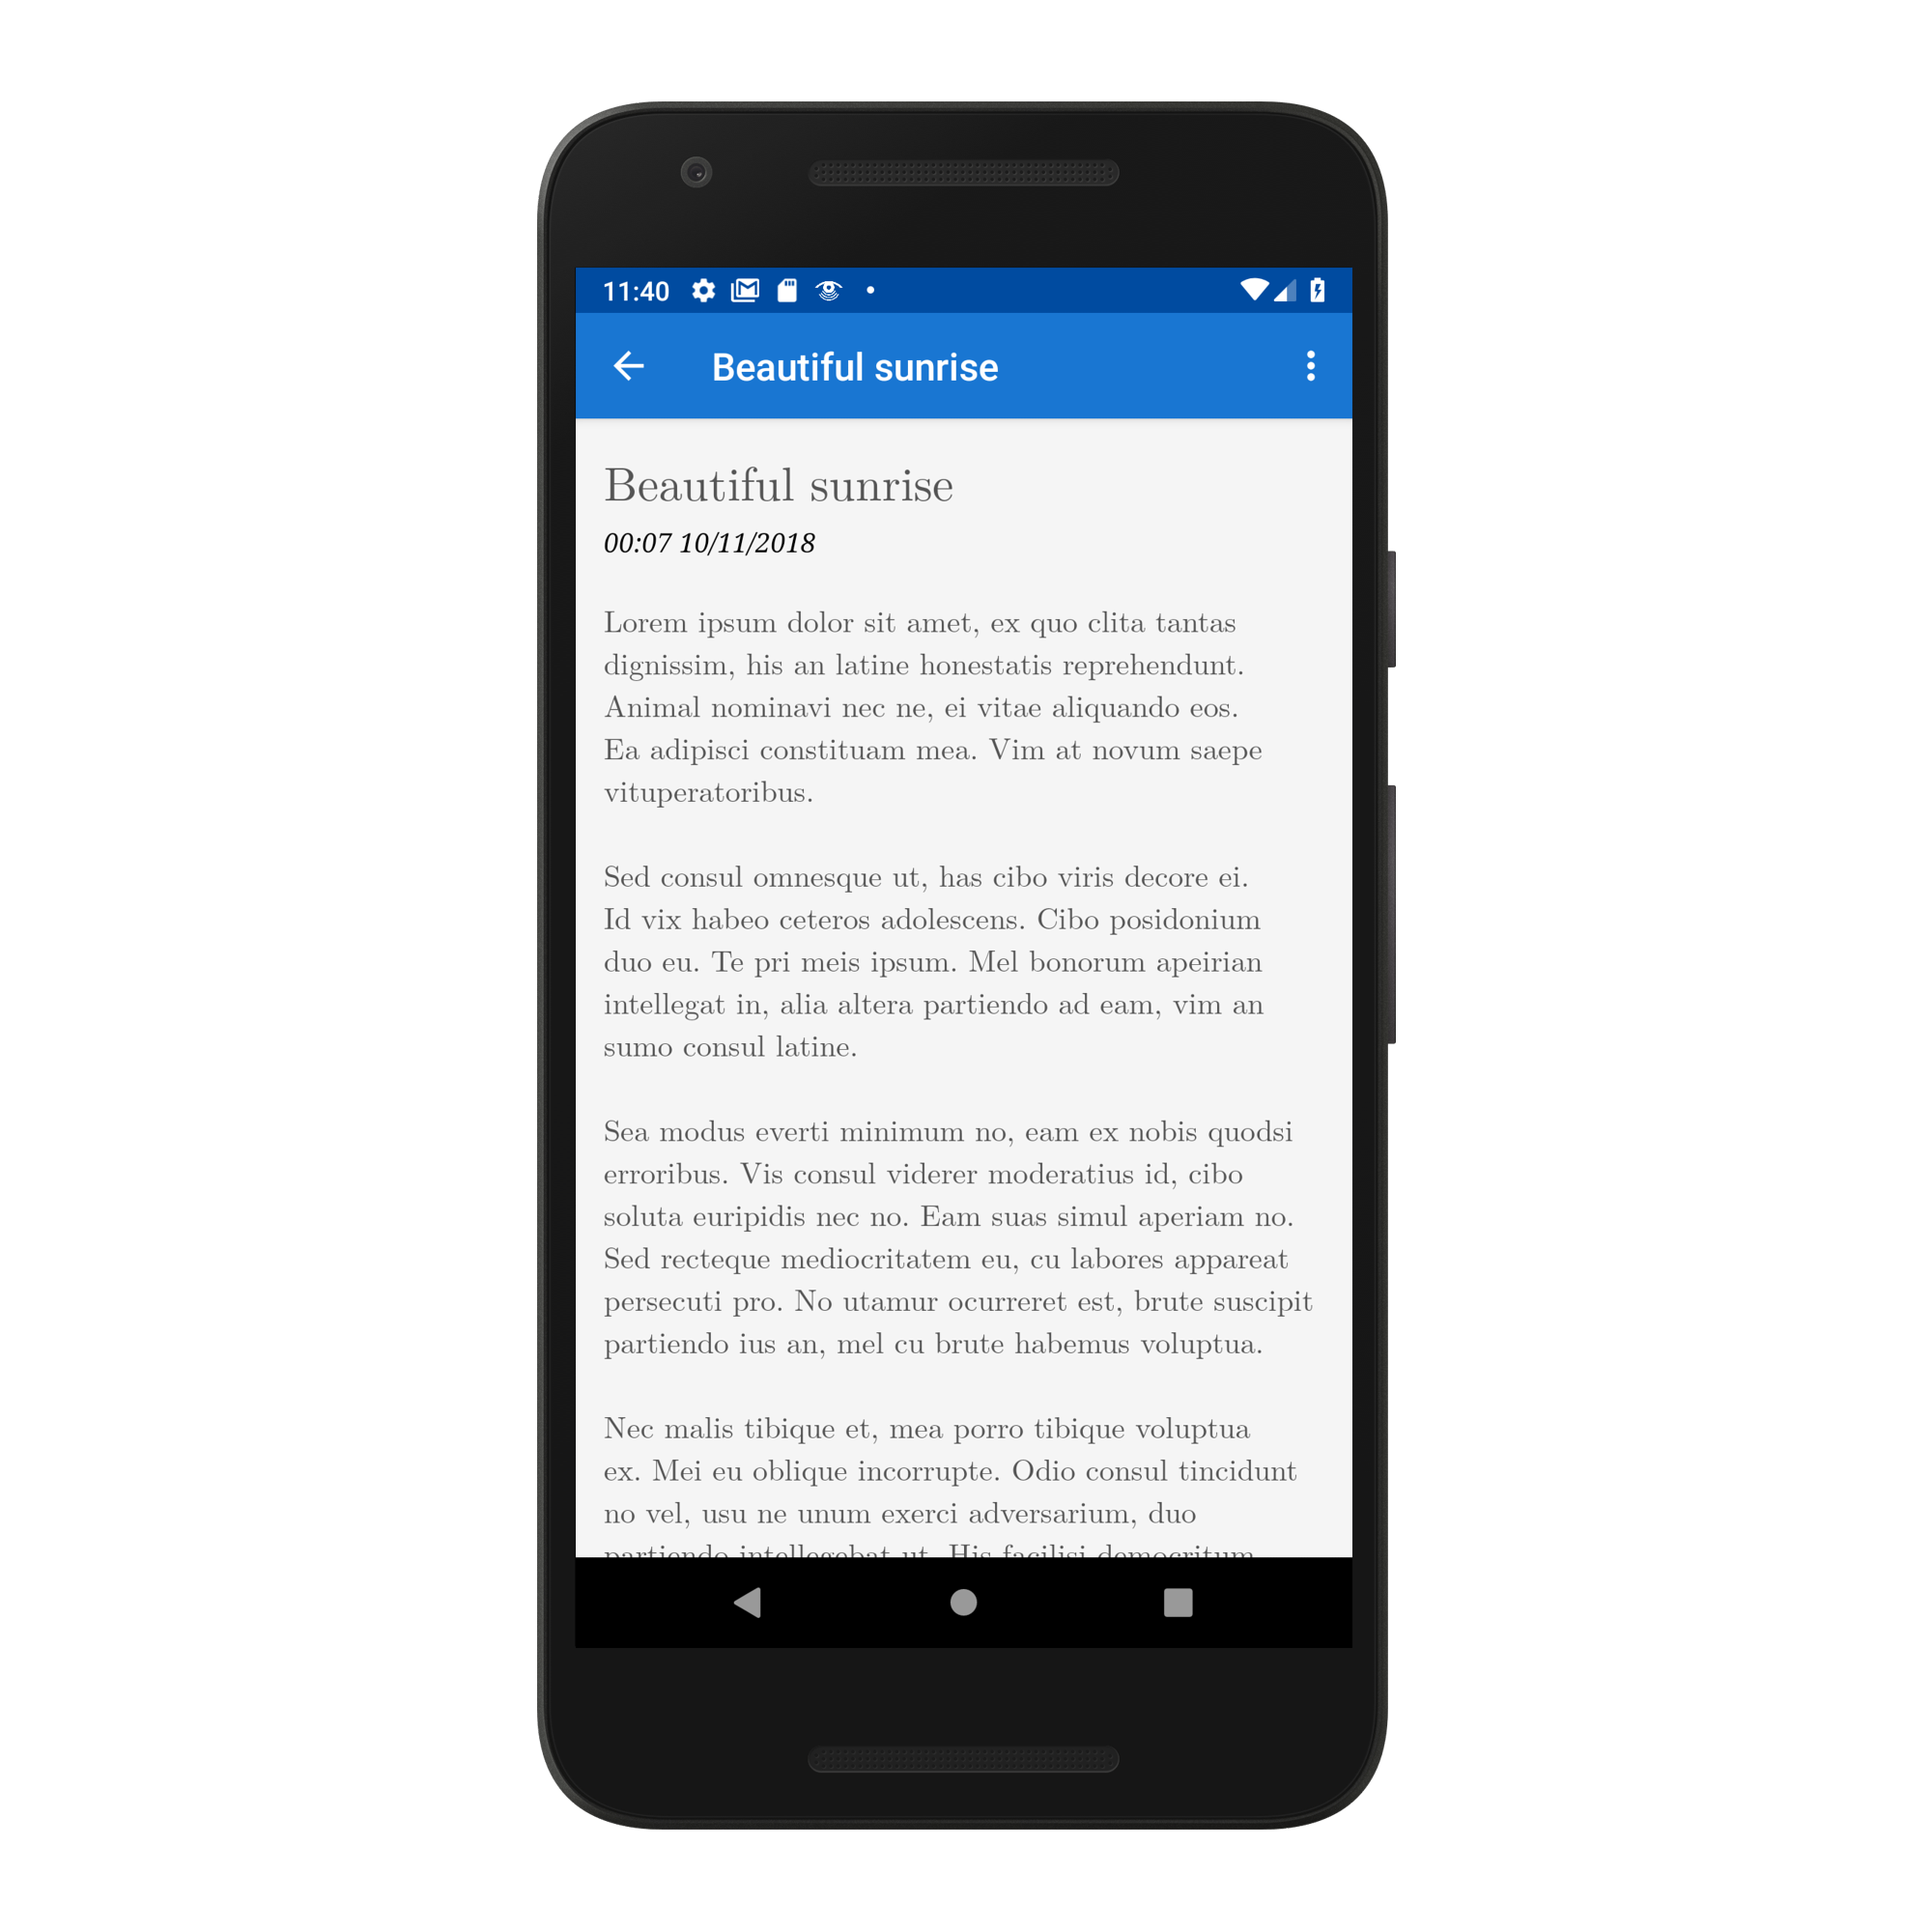 11:40
Beautiful sunrise
Beautiful sunrise
00:07 10/11/2018
Lorem ipsum dolor sit amet, ex quo clita tantas
dignissim, his an latine honestatis reprehendunt.
Animal nominavi nec ne, ei vitae aliquando eos.
Ea adipisci constituam mea. Vim at novum saepe
vituperatoribus.
Sed consul omnesque ut, has cibo viris decore ei.
Id vix habeo ceteros adolescens. Cibo posidonium
duo eu. Te pri meis ipsum. Mel bonorum apeirian
intellegat in, alia altera partiendo ad eam, vim an
sumo consul latine.
Sea modus everti minimum no, eam ex nobis quodsi
erroribus. Vis consul viderer moderatius id, cibo
soluta euripidis nec no. Eam suas simul aperiam no.
Sed recteque mediocritatem eu, cu labores appareat
persecuti pro. No utamur ocurreret est, brute suscipit
partiendo ius an, mel cu brute habemus voluptua.
Nec malis tibique et, mea porro tibique voluptua
ex. Mei eu oblique incorrupte. Odio consul tincidunt
no vel, usu ne unum exerci adversarium, duo
partiendo intellegebat ut. His facilisi democritum